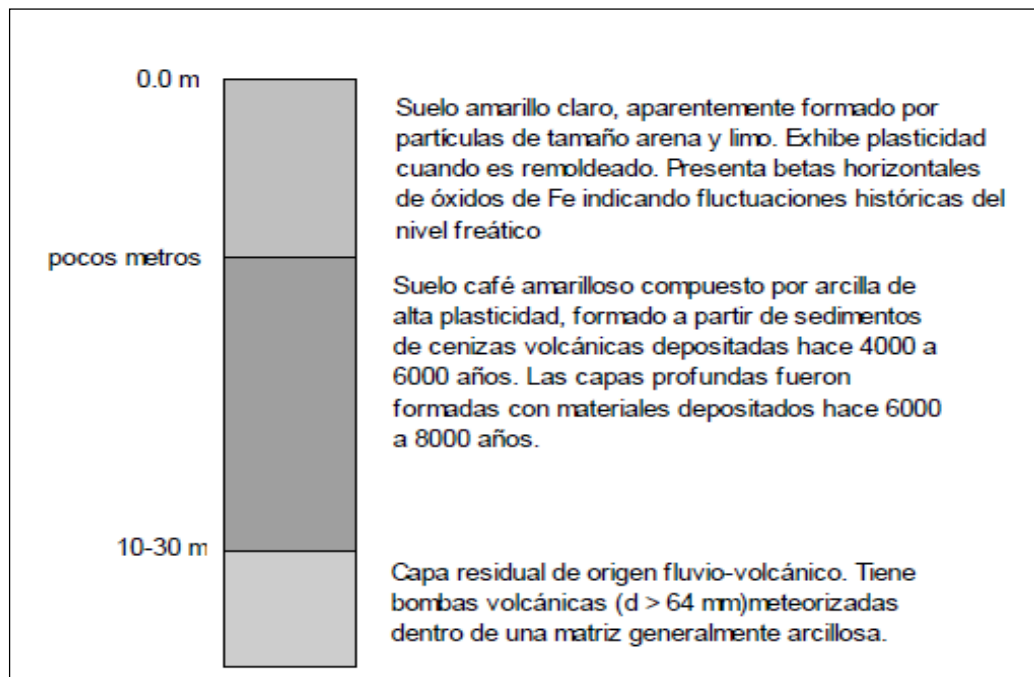 0.0 m
Suelo amarillo claro, aparentemente formado por
partículas de tamaño arena y limo. Exhibe plasticidad
cuando es remoldeado. Presenta betas horizontales
de óxidos de Fe indicando fluctuaciones históricas del
nivel freático
pocos metros
Suelo café amarilloso compuesto por arcilla de
alta plasticidad, formado a partir de sedimentos
de cenizas volcánicas depositadas hace 4000 a
6000 años. Las capas profundas fueron
formadas con materiales depositados hace 6000
a 8000 años.
10-30 m
Capa residual de origen fluvio-volcánico. Tiene
bombas volcánicas (d > 64 mm)meteorizadas
dentro de una matriz generalmente arcillosa.